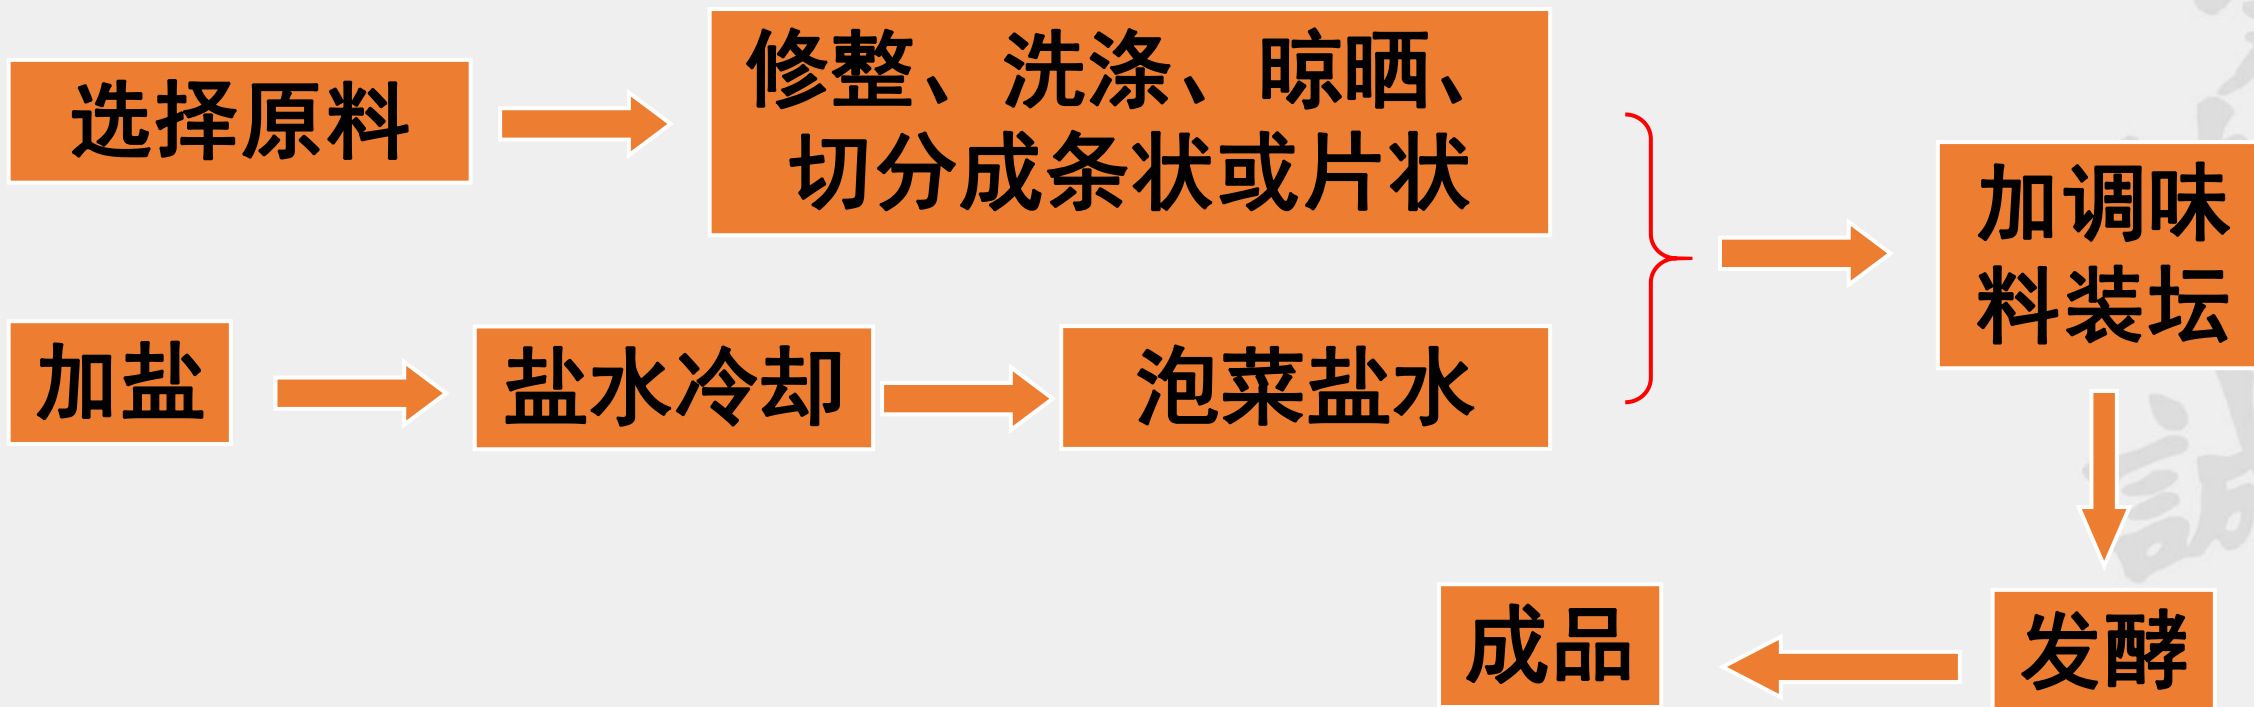 选择原料
修整、洗涤、晾晒、
切分成条状或片状
加盐
盐水冷却
泡菜盐水
加调味
料装坛
发酵
成品